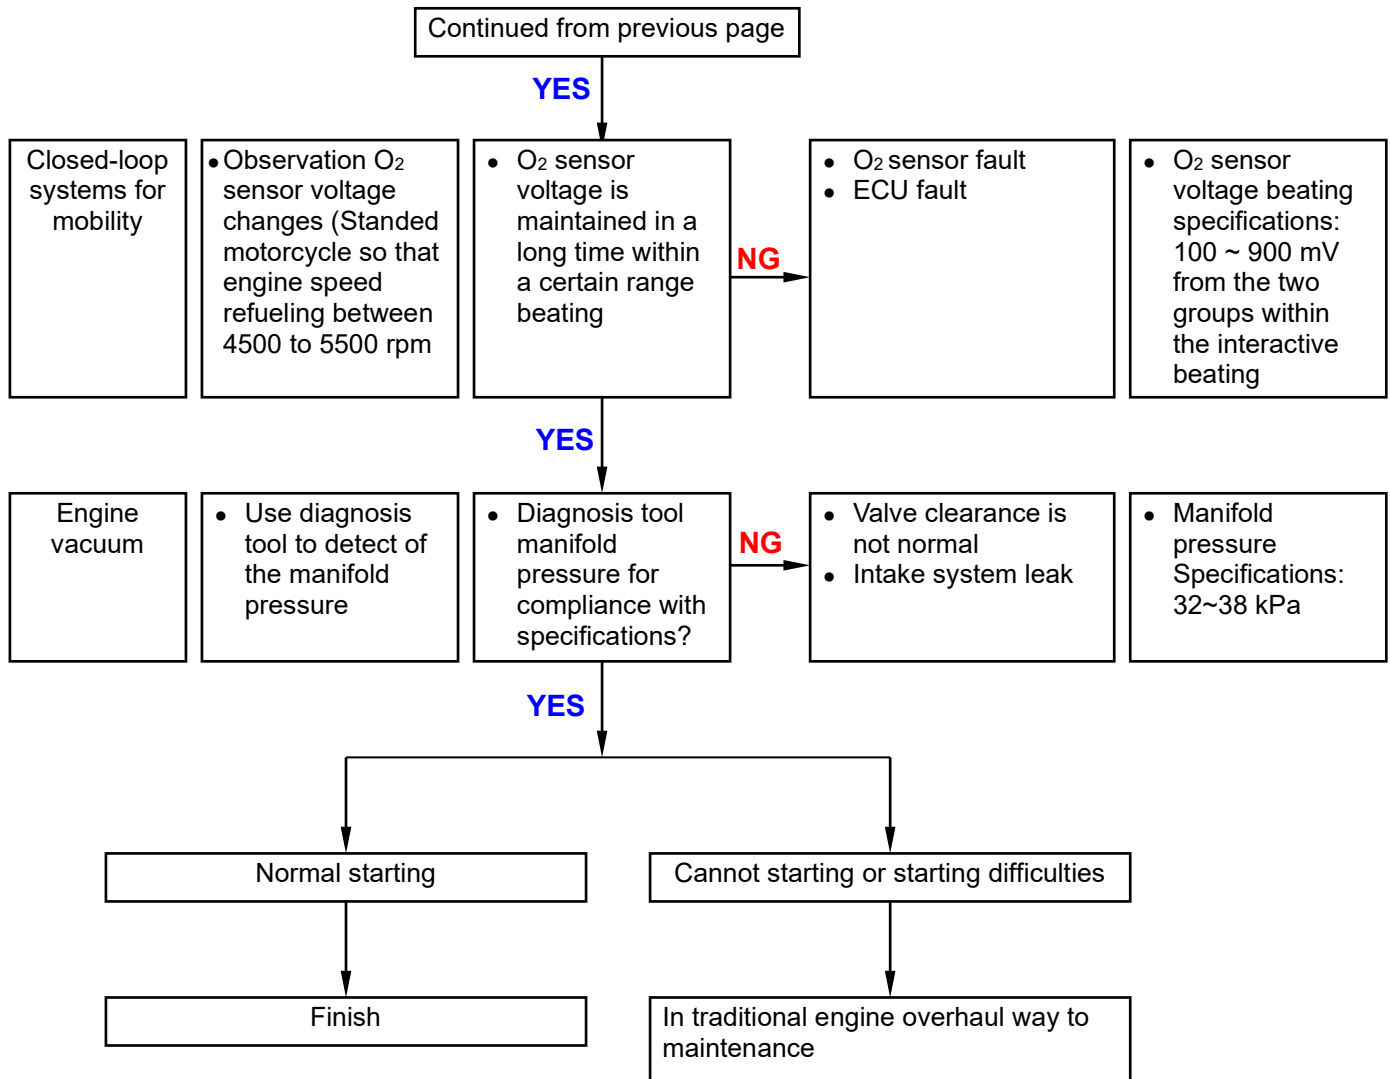 Continued from previous page
YES
Closed-loop
systems for
mobility
• Observation O2
sensor voltage
changes (Standed
motorcycle so that
engine speed
refueling between
4500 to 5500 rpm
• O2 sensor
voltage is
maintained in a
long time within
a certain range
beating
NG
• O2 sensor fault
• ECU fault
• O2 sensor
voltage beating
specifications:
100 ~ 900 mV
from the two
groups within
the interactive
beating
YES
Engine
vacuum
• Use diagnosis
tool to detect of
the manifold
pressure
• Diagnosis tool
manifold
pressure for
compliance with
specifications?
NG
• Valve clearance is
not normal
• Intake system leak
• Manifold
pressure
Specifications:
32~38 kPa
YES
Normal starting
Cannot starting or starting difficulties
Finish
In traditional engine overhaul way to
maintenance